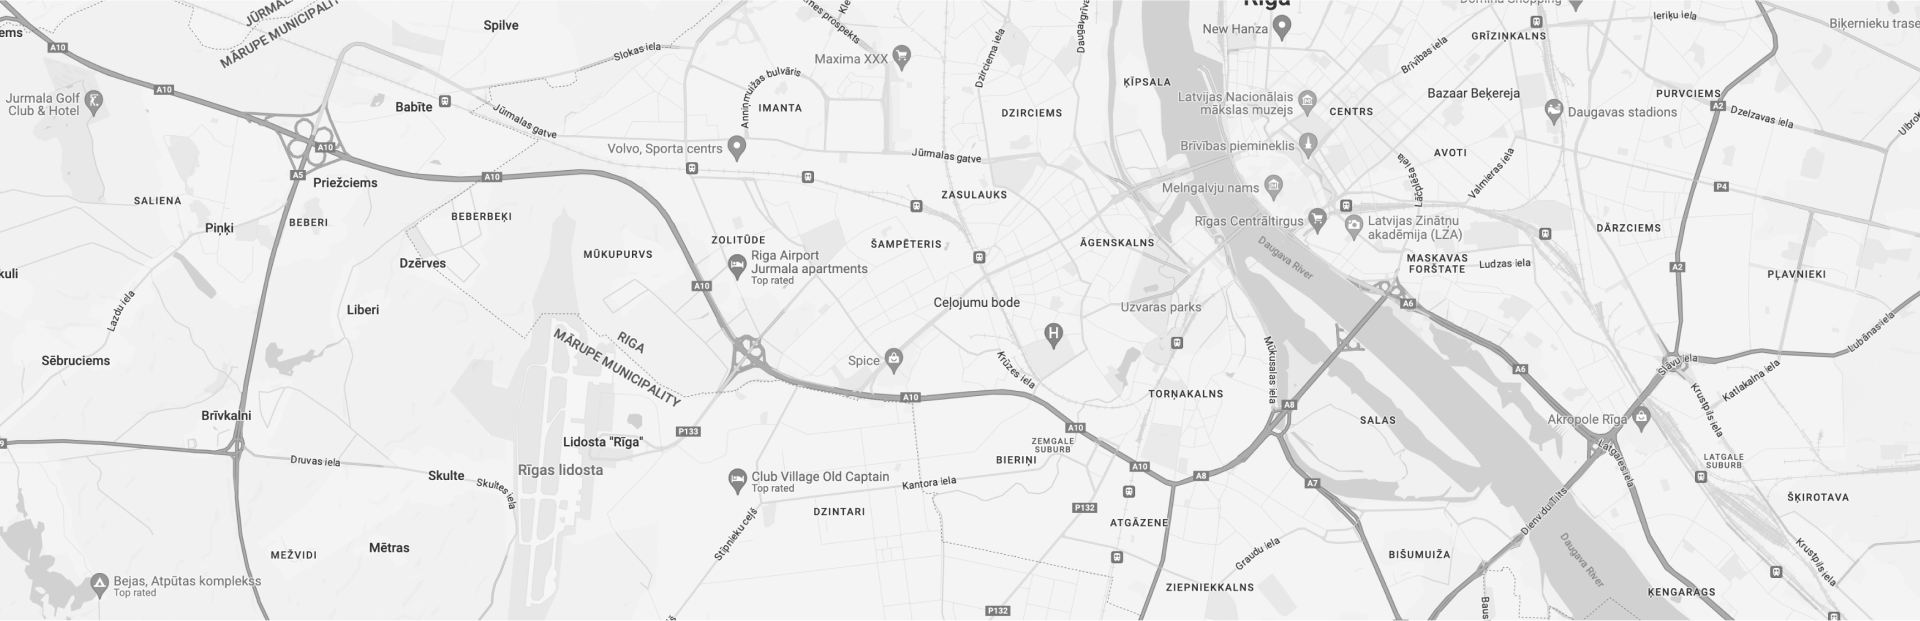 JŪRMALA
MĀRUPE MUNICIPALITY
Spilve
Slokas iela
prospekts
Rīga
New Hanza
Domina Shopping
Ieriķu iela
Biķernieku trase
GRĪZIŅKALNS
Brīvības iela
Maxima XXX
Dzirciema iela
Daugavgrīvas
A10
A10
Jurmala Golf
Club & Hotel
Babīte
Jūrmalas gatve
Anniņmuižas bulvāris
IMANTA
DZIRCIEMS
ĶĪPSALA
Latvijas Nacionālais
mākslas muzejs
CENTRS
Bazaar Beķereja
Daugavas stadions
PURVCIEMS
A2
Dzelzavas iela
A10
A5
Priežciems
A10
Volvo, Sporta centrs
Jūrmalas gatve
Brīvības piemineklis
AVOTI
Lāčplēša iela
Valmieras iela
P4
SALIENA
Piņķi
BEBERI
BEBERBEĶI
ZASULAUKS
Melngalvju nams
Rīgas Centrāltirgus
Latvijas Zinātņu
akadēmija (LZA)
DĀRZCIEMS
Dzērves
MŪKUPURVS
ZOLITŪDE
Riga Airport
Jurmala apartments
Top rated
ŠAMPĒTERIS
ĀGENSKALNS
Daugava River
MASKAVAS
FORŠTATE
Ludzas iela
A2
PĻAVNIEKI
kuli
Lazdu iela
Liberi
A10
Ceļojumu bode
Uzvaras parks
A6
Lubānas iela
Sēbruciems
RIGA
MĀRUPE MUNICIPALITY
Spice
Krūzes iela
Mūkusalas iela
A6
Slāvu iela
Katlakalna iela
Krustpils iela
A10
TORŅAKALNS
A8
SALAS
Akropole Rīga
Brīvkalni
P133
Lidosta "Rīga"
A10
ZEMGALE
SUBURB
BIERIŅI
Latgales iela
LATGALE
SUBURB
Druvas iela
Skulte
Skultes iela
Rīgas lidosta
Club Village Old Captain
Top rated
Kantora iela
A10
A8
A7
ŠĶIROTAVA
DZINTARI
P132
ATGĀZENE
Dienvidu Tilts
Stīpnieku ceļš
MEŽVIDI
Mētras
Graudu iela
BIŠUMUIŽA
Daugava River
Krustpils iela
Bejas, Atpūtas komplekss
Top rated
ZIEPNIEKKALNS
ĶENGARAGS
P132